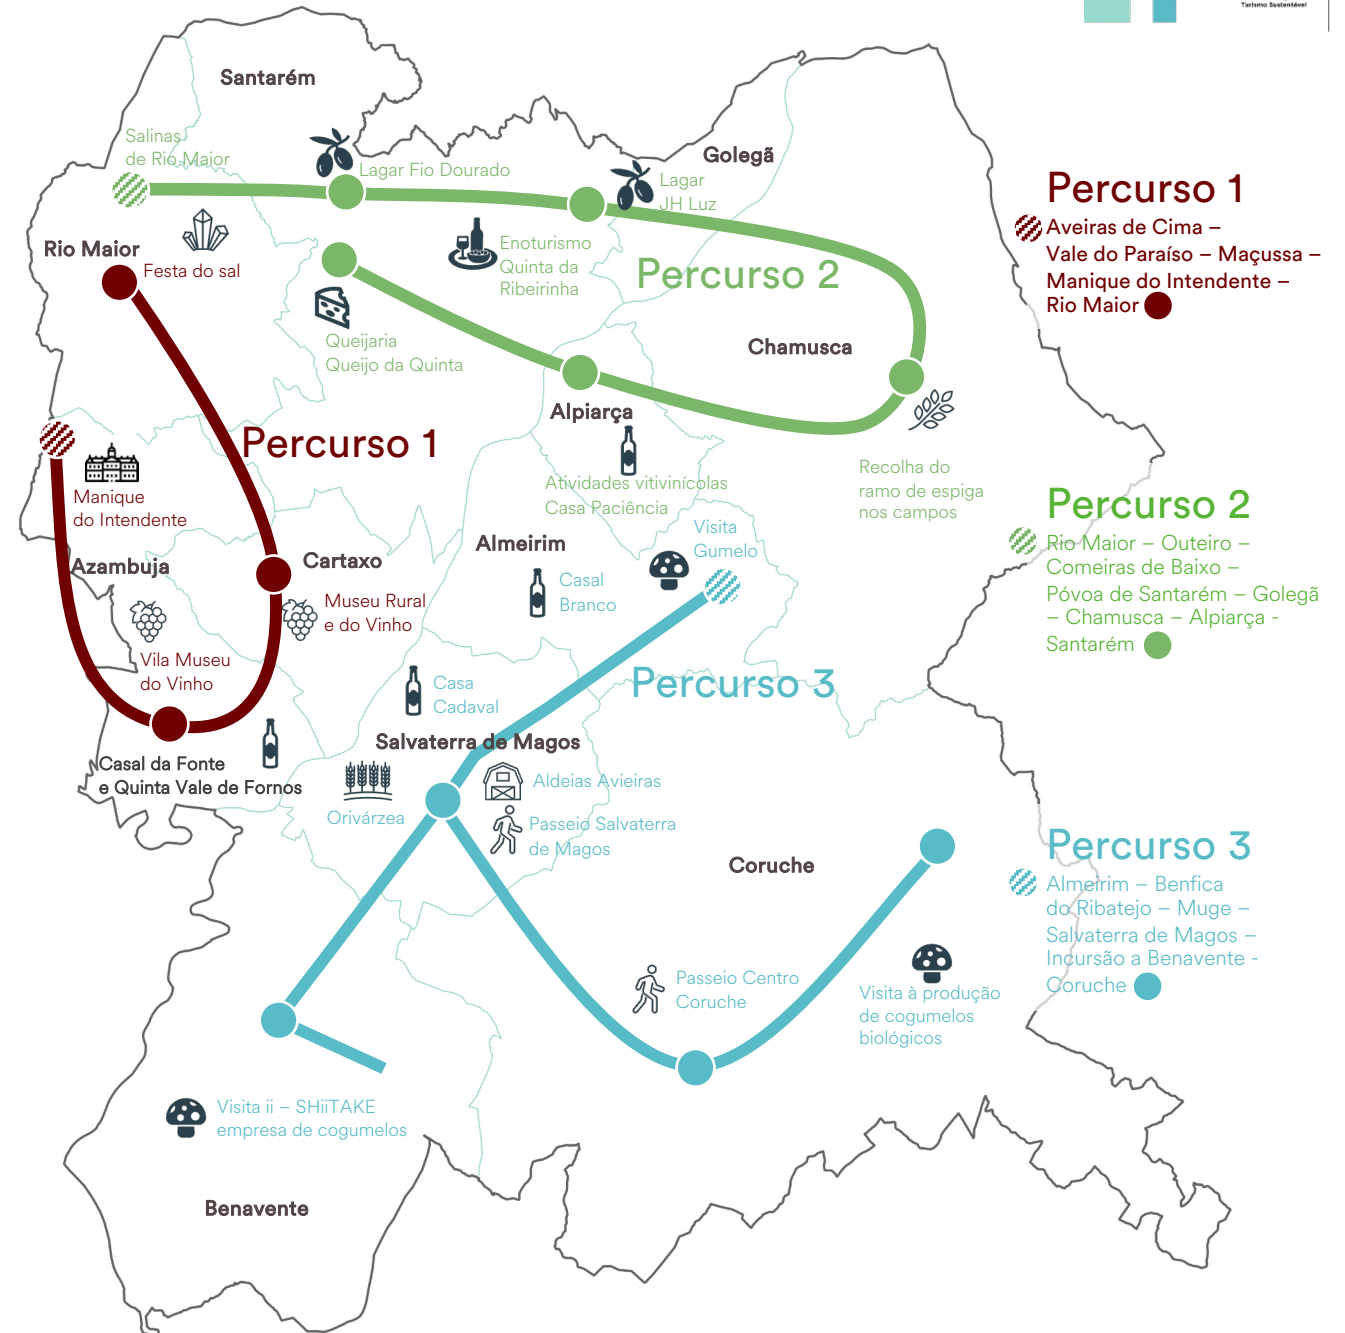 Turismo Sustentável
Santarém
Salinas
de Rio Maior
Lagar Fio Dourado
Golegã
Lagar
JH Luz
Percurso 1
Aveiras de Cima –
Vale do Paraíso – Maçussa –
Manique do Intendente –
Rio Maior
Rio Maior
Festa do sal
Enoturismo
Quinta da
Ribeirinha
Percurso 2
Queijaria
Queijo da Quinta
Chamusca
Alpiarça
Percurso 1
Atividades vitivinícolas
Casa Paciência
Recolha do
ramo de espiga
nos campos
Manique
do Intendente
Percurso 2
Rio Maior – Outeiro –
Comeiras de Baixo –
Póvoa de Santarém – Golegã
– Chamusca – Alpiarça -
Santarém
Visita
Gumelo
Almeirim
Casal
Branco
Azambuja
Cartaxo
Museu Rural
e do Vinho
Vila Museu
do Vinho
Casa
Cadaval
Percurso 3
Salvaterra de Magos
Casal da Fonte
e Quinta Vale de Fornos
Orivárzea
Aldeias Avieiras
Passeio Salvaterra
de Magos
Coruche
Percurso 3
Almeirim – Benfica
do Ribatejo – Muge –
Salvaterra de Magos –
Incursão a Benavente -
Coruche
Passeio Centro
Coruche
Visita à produção
de cogumelos
biológicos
Visita ii – SHiiTAKE
empresa de cogumelos
Benavente